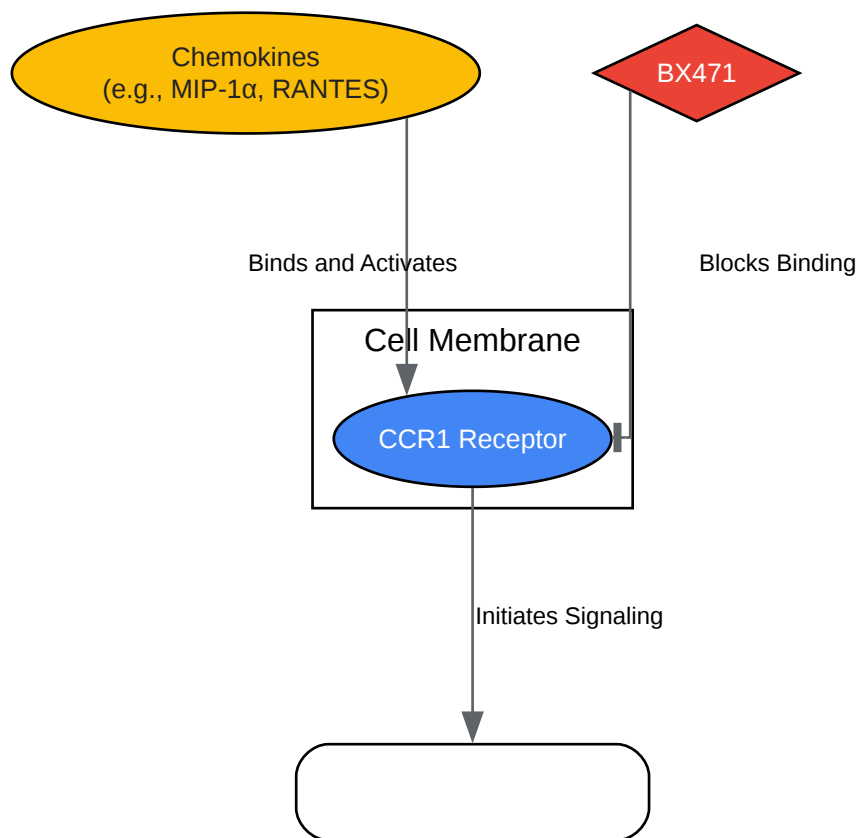 Chemokines
(e.g., MIP-1α, RANTES)
BX471
Binds and Activates
Blocks Binding
Cell Membrane
CCR1 Receptor
Initiates Signaling